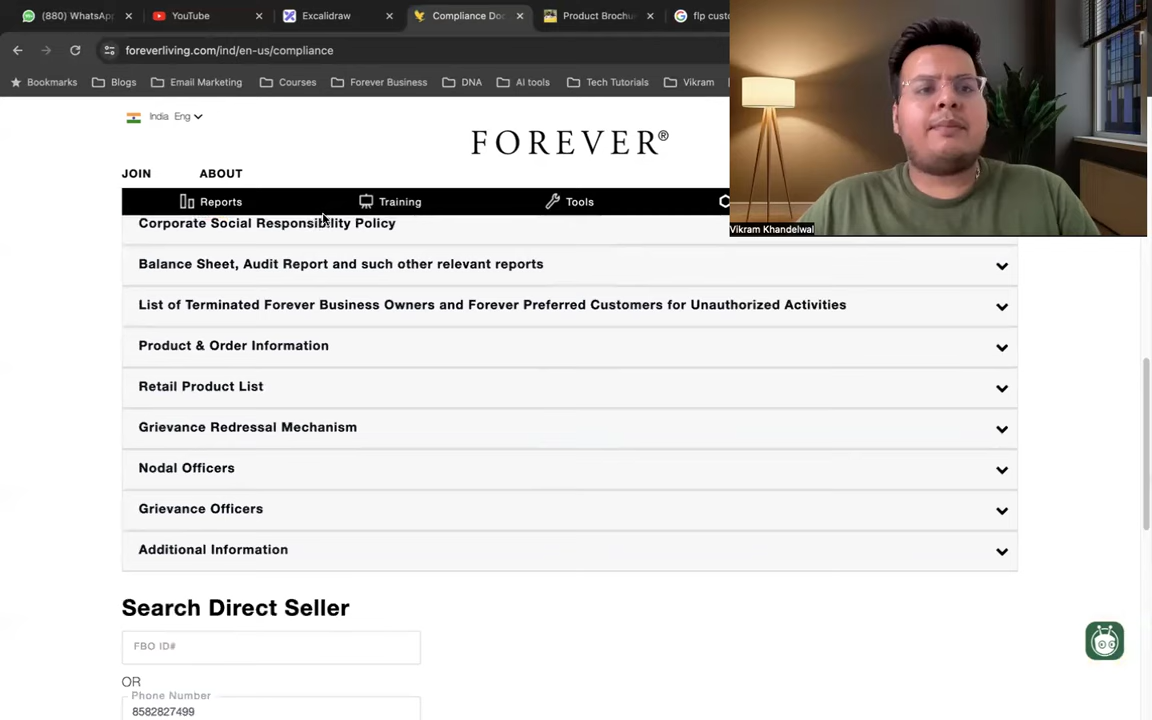 (880) WhatsApp
YouTube
Excalidraw
Compliance Doc
Product Brochu
flp custo
foreverliving.com/ind/en-us/compliance
Bookmarks
Blogs
Email Marketing
Courses
Forever Business
DNA
AI tools
Tech Tutorials
Vikram
India Eng
FOREVER®
JOIN
ABOUT
Reports
Training
Tools
Vikram Khandelwal
Corporate Social Responsibility Policy
Balance Sheet, Audit Report and such other relevant reports
List of Terminated Forever Business Owners and Forever Preferred Customers for Unauthorized Activities
Product & Order Information
Retail Product List
Grievance Redressal Mechanism
Nodal Officers
Grievance Officers
Additional Information
Search Direct Seller
FBO ID#
OR
Phone Number
8582827499